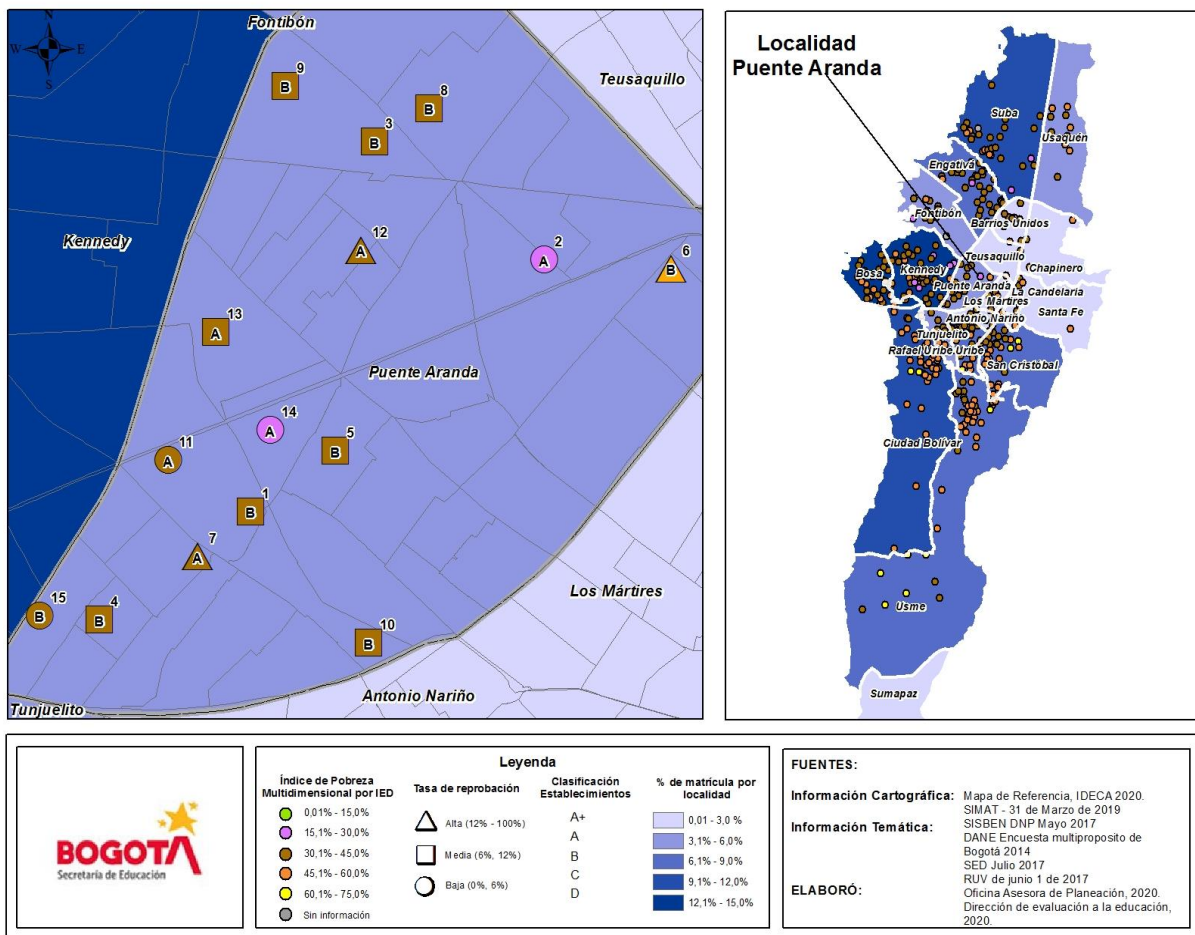 N
W
E
S
Fontibón
Teusaquillo
Kennedy
Puente Aranda
Los Mártires
Antonio Nariño
Tunjuelito
9
B
8
B
3
B
12
A
2
A
6
B
13
A
14
A
11
A
5
B
1
B
7
A
15
B
4
B
10
B
Localidad
Puente Aranda
Suba
Usaquén
Engativá
Fontibón
Barrios Unidos
Teusaquillo
Chapinero
Bosa
Kennedy
Puente Aranda
La Candelaria
Los Mártires
Santa Fe
Antonio Nariño
Tunjuelito
Rafael Uribe Uribe
San Cristóbal
Ciudad Bolívar
Usme
Sumapaz
BOGOTÁ
Secretaría de Educación
Leyenda
Índice de Pobreza
Multidimensional por IED
0,01% - 15,0%
15,1% - 30,0%
30,1% - 45,0%
45,1% - 60,0%
60,1% - 75,0%
Sin información
Tasa de reprobación
Alta (12% - 100%)
Media (6%, 12%)
Baja (0%, 6%)
Clasificación
Establecimientos
A+
A
B
C
D
% de matrícula por
localidad
0,01 - 3,0 %
3,1% - 6,0%
6,1% - 9,0%
9,1% - 12,0%
12,1% - 15,0%
FUENTES:
Información Cartográfica: Mapa de Referencia, IDECA 2020.
SIMAT - 31 de Marzo de 2019
Información Temática: SISBEN DNP Mayo 2017
DANE Encuesta multiproposito de
Bogotá 2014
SED Julio 2017
RUV de junio 1 de 2017
ELABORÓ: Oficina Asesora de Planeación, 2020.
Dirección de evaluación a la educación,
2020.